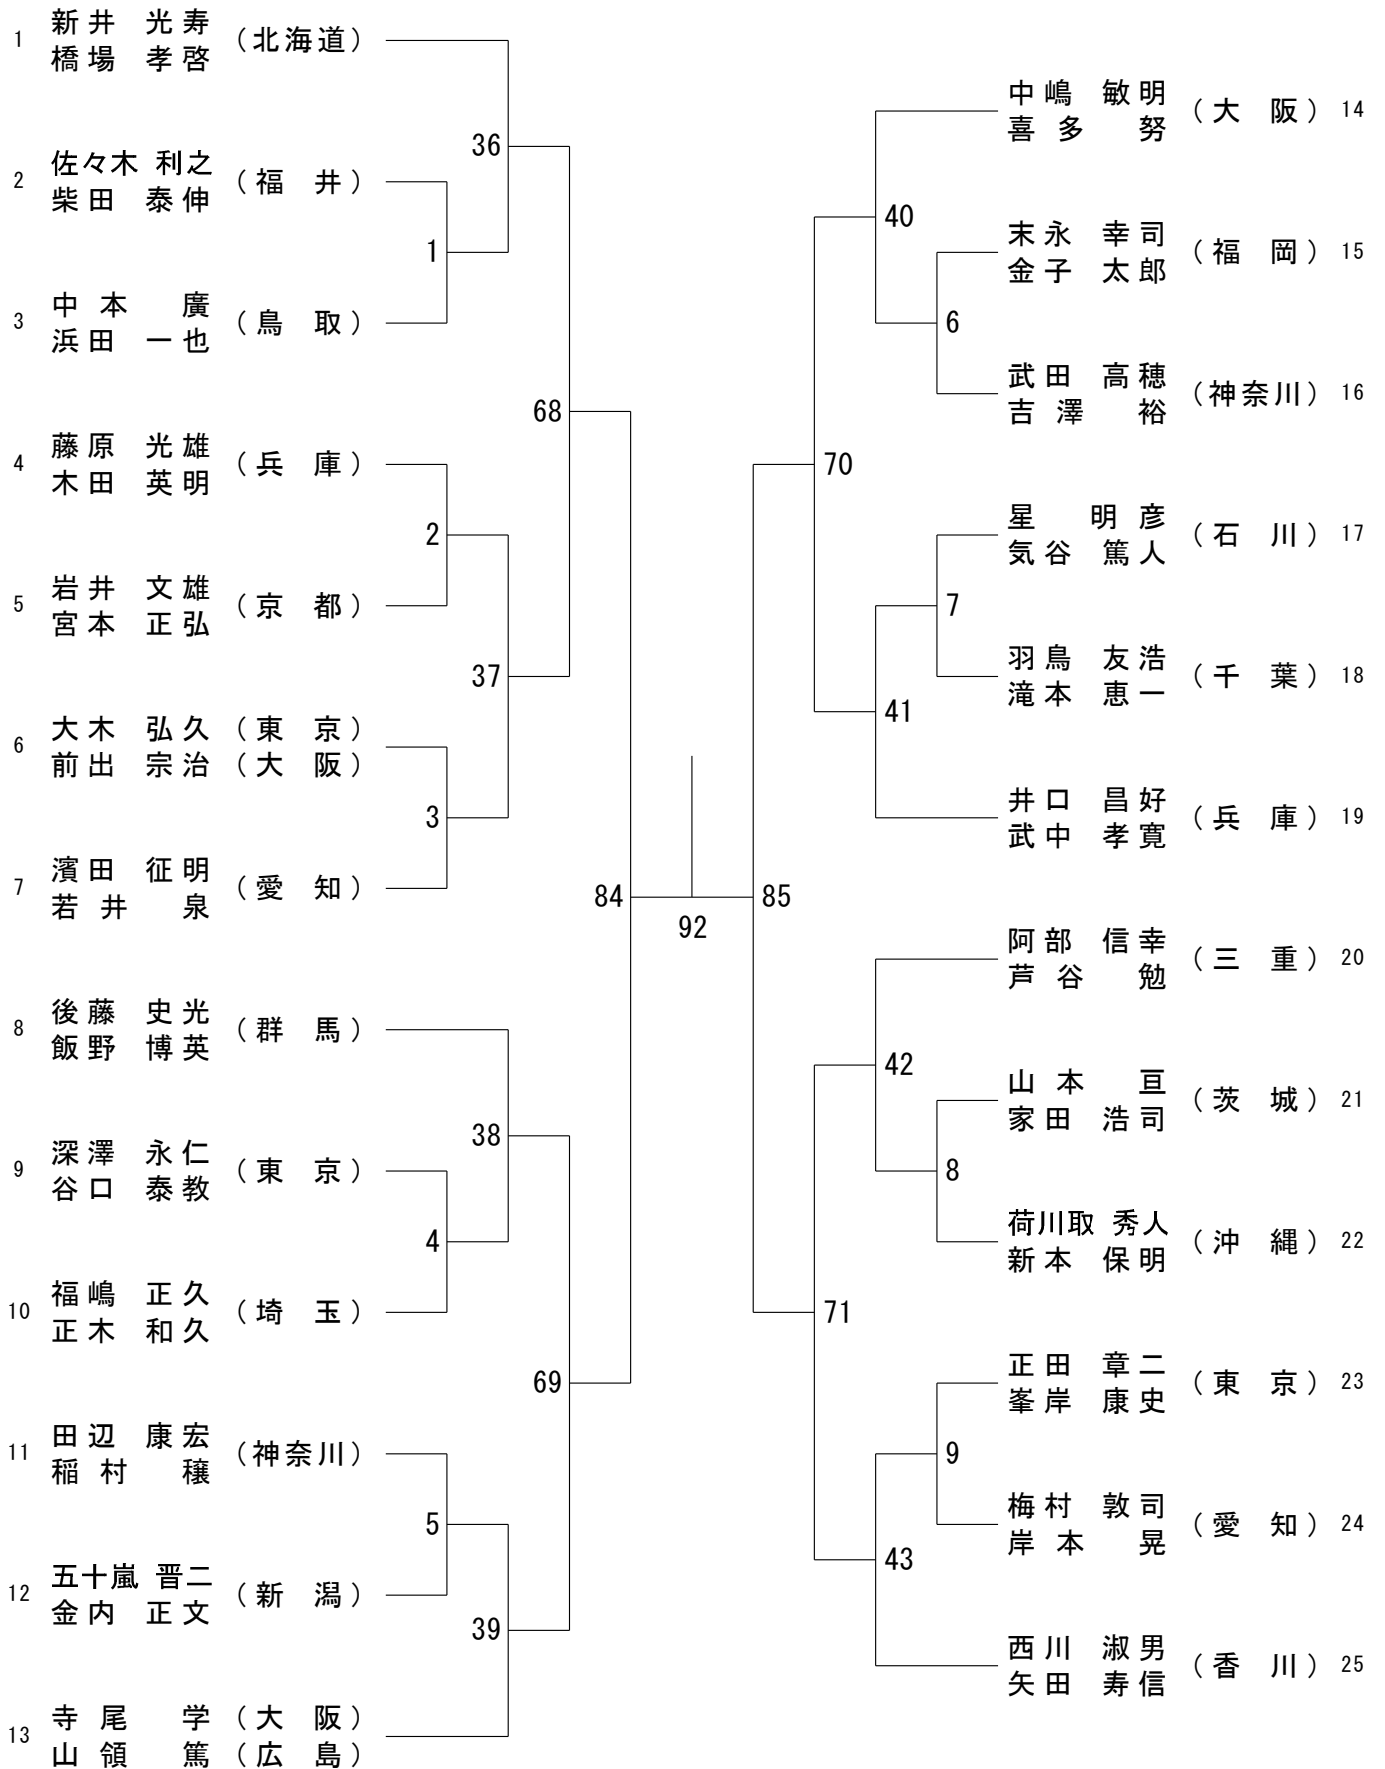 1 新井 光寿 (北海道)
橋場 孝啓
36
2 佐々木 利之 (福井)
柴田 泰伸
1
3 中本 廣 (鳥取)
浜田 一也
68
4 藤原 光雄 (兵庫)
木田 英明
2
5 岩井 文雄 (京都)
宮本 正弘
37
6 大木 弘久 (東京)
前出 宗治 (大阪)
3
7 濱田 征明 (愛知)
若井 泉
84
92
8 後藤 史光 (群馬)
飯野 博英
38
9 深澤 永仁 (東京)
谷口 泰教
4
10 福嶋 正久 (埼玉)
正木 和久
69
11 田辺 康宏 (神奈川)
稲村 穣
5
12 五十嵐 晋二 (新潟)
金内 正文
39
13 寺尾 学 (大阪)
山領 篤 (広島)
中嶋 敏明 (大阪) 14
喜多 努
40
末永 幸司 (福岡) 15
金子 太郎
6
武田 高穂 (神奈川) 16
吉澤 裕
70
星 明彦 (石川) 17
気谷 篤人
7
羽鳥 友浩 (千葉) 18
滝本 恵一
41
井口 昌好 (兵庫) 19
武中 孝寛
85
阿部 信幸 (三重) 20
芦谷 勉
42
山本 亘 (茨城) 21
家田 浩司
8
荷川取 秀人 (沖縄) 22
新本 保明
71
正田 章二 (東京) 23
峯岸 康史
9
梅村 敦司 (愛知) 24
岸本 晃
43
西川 淑男 (香川) 25
矢田 寿信